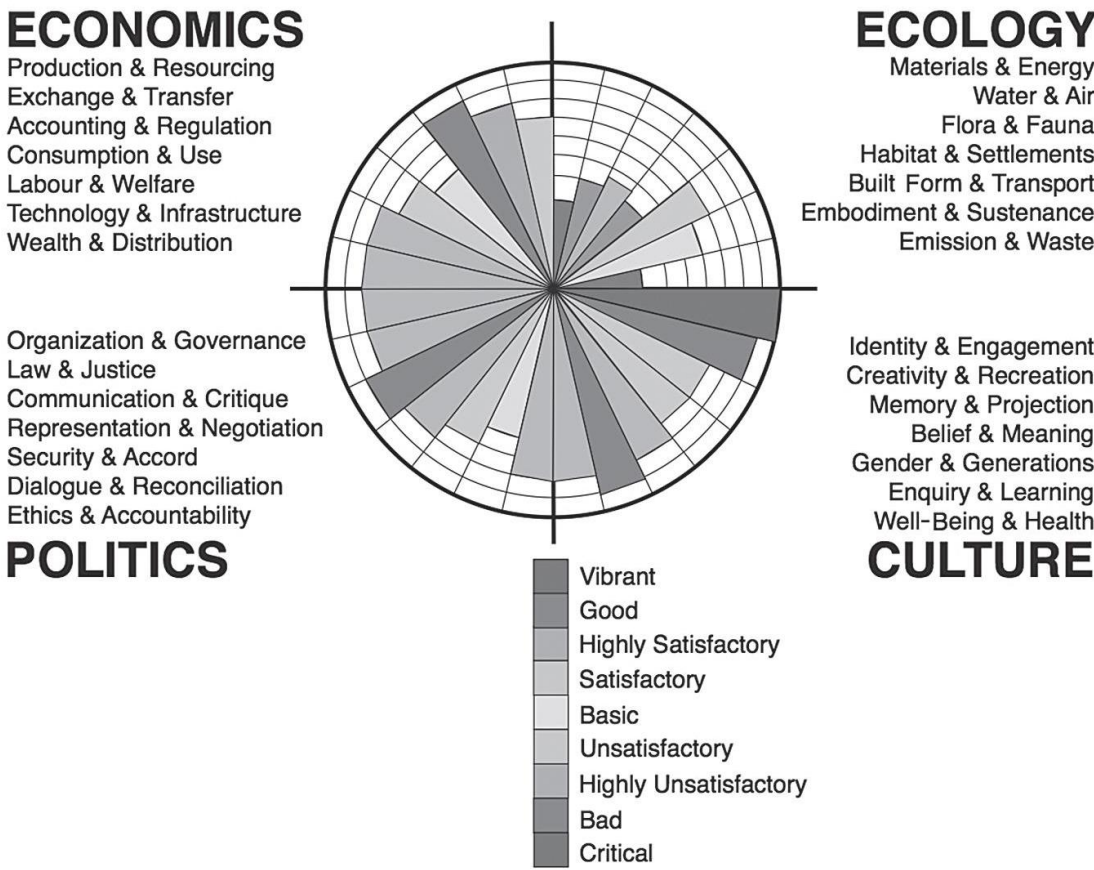 ECONOMICS
Production & Resourcing
Exchange & Transfer
Accounting & Regulation
Consumption & Use
Labour & Welfare
Technology & Infrastructure
Wealth & Distribution
ECOLOGY
Materials & Energy
Water & Air
Flora & Fauna
Habitat & Settlements
Built Form & Transport
Embodiment & Sustenance
Emission & Waste
Organization & Governance
Law & Justice
Communication & Critique
Representation & Negotiation
Security & Accord
Dialogue & Reconciliation
Ethics & Accountability
POLITICS
Identity & Engagement
Creativity & Recreation
Memory & Projection
Belief & Meaning
Gender & Generations
Enquiry & Learning
Well-Being & Health
CULTURE
Vibrant
Good
Highly Satisfactory
Satisfactory
Basic
Unsatisfactory
Highly Unsatisfactory
Bad
Critical